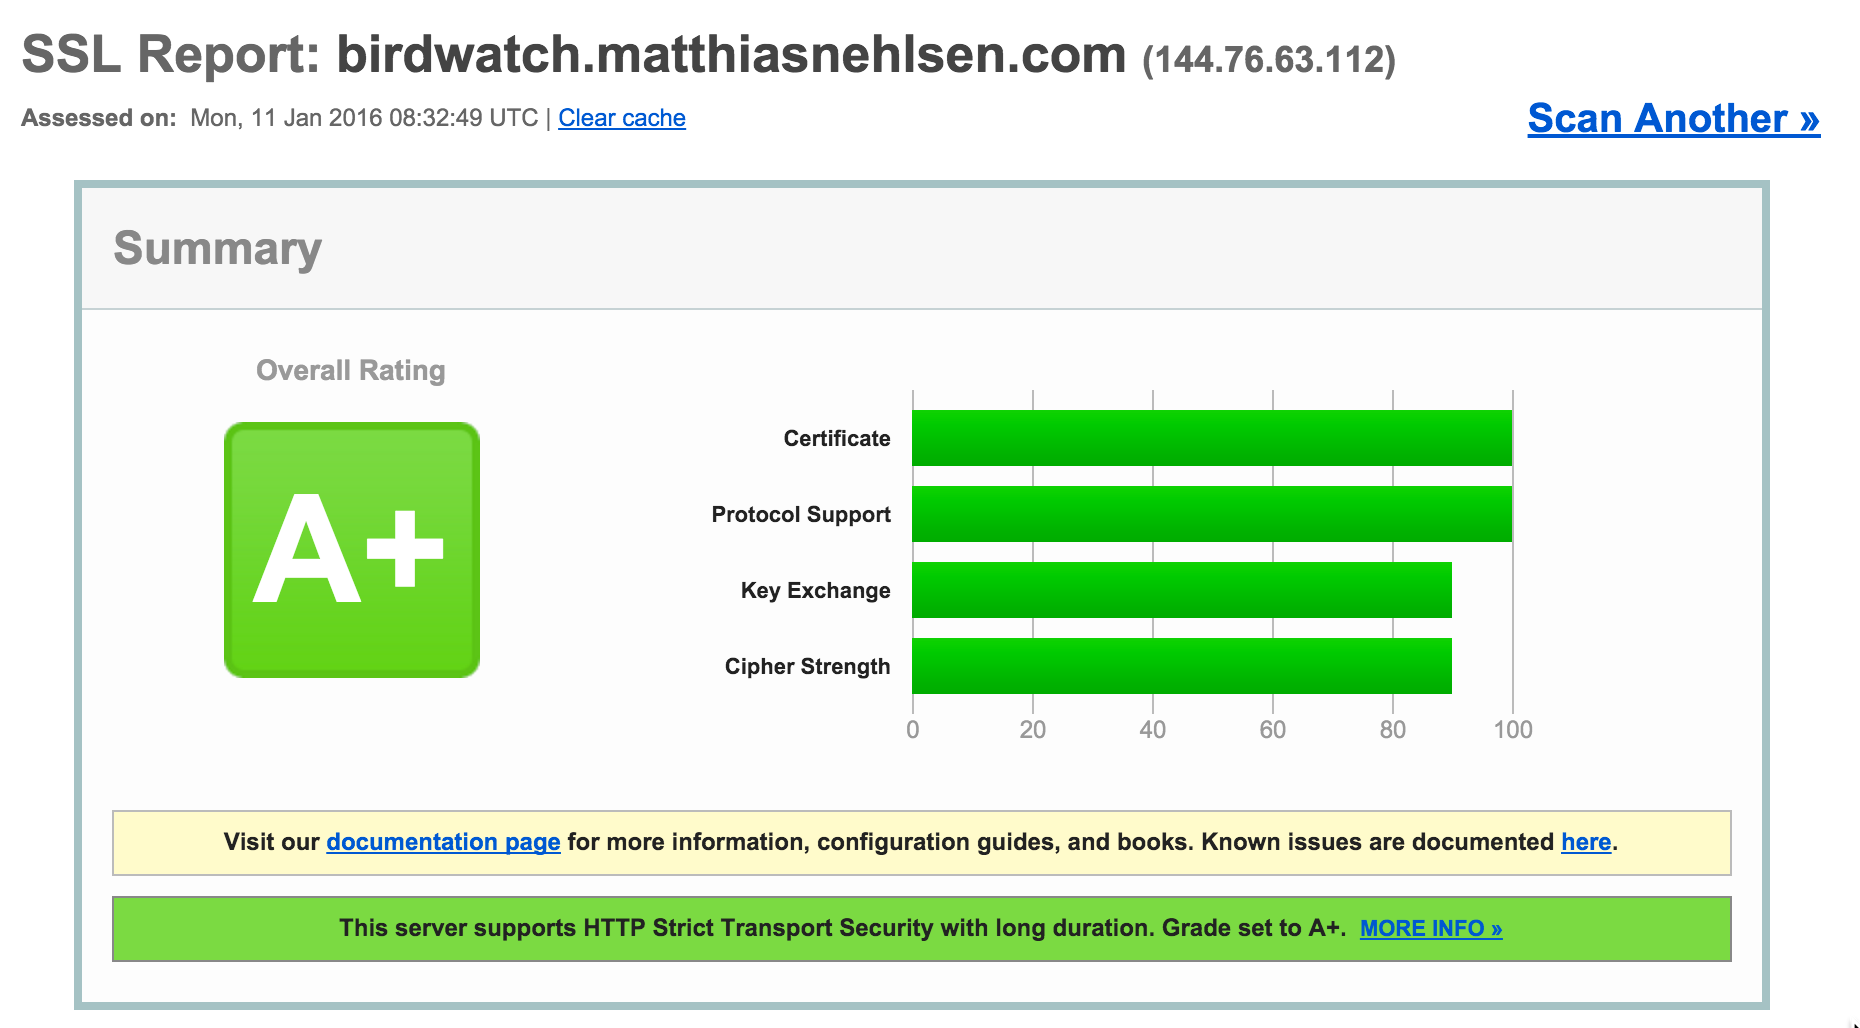 SSL Report: birdwatch.matthiasnehlsen.com (144.76.63.112)
Assessed on: Mon, 11 Jan 2016 08:32:49 UTC | Clear cache
Scan Another »
Summary
Overall Rating
A+
Certificate
Protocol Support
Key Exchange
Cipher Strength
0 20 40 60 80 100
Visit our documentation page for more information, configuration guides, and books. Known issues are documented here.
This server supports HTTP Strict Transport Security with long duration. Grade set to A+. MORE INFO »